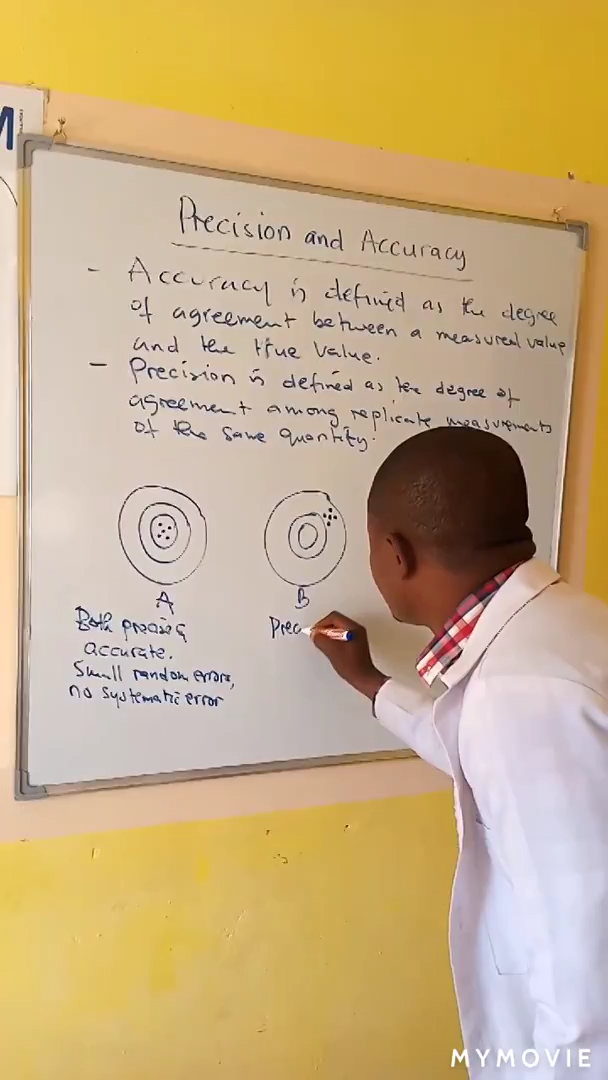 M
Precision and Accuracy
- Accuracy is defined as the degree
of agreement between a measured value
and the true value.
- Precision is defined as the degree of
agreement among replicate measurements
of the same quantity.
A
Both precise &
accurate.
Small random errors,
no systematic error
B
Prec
MYMOVIE